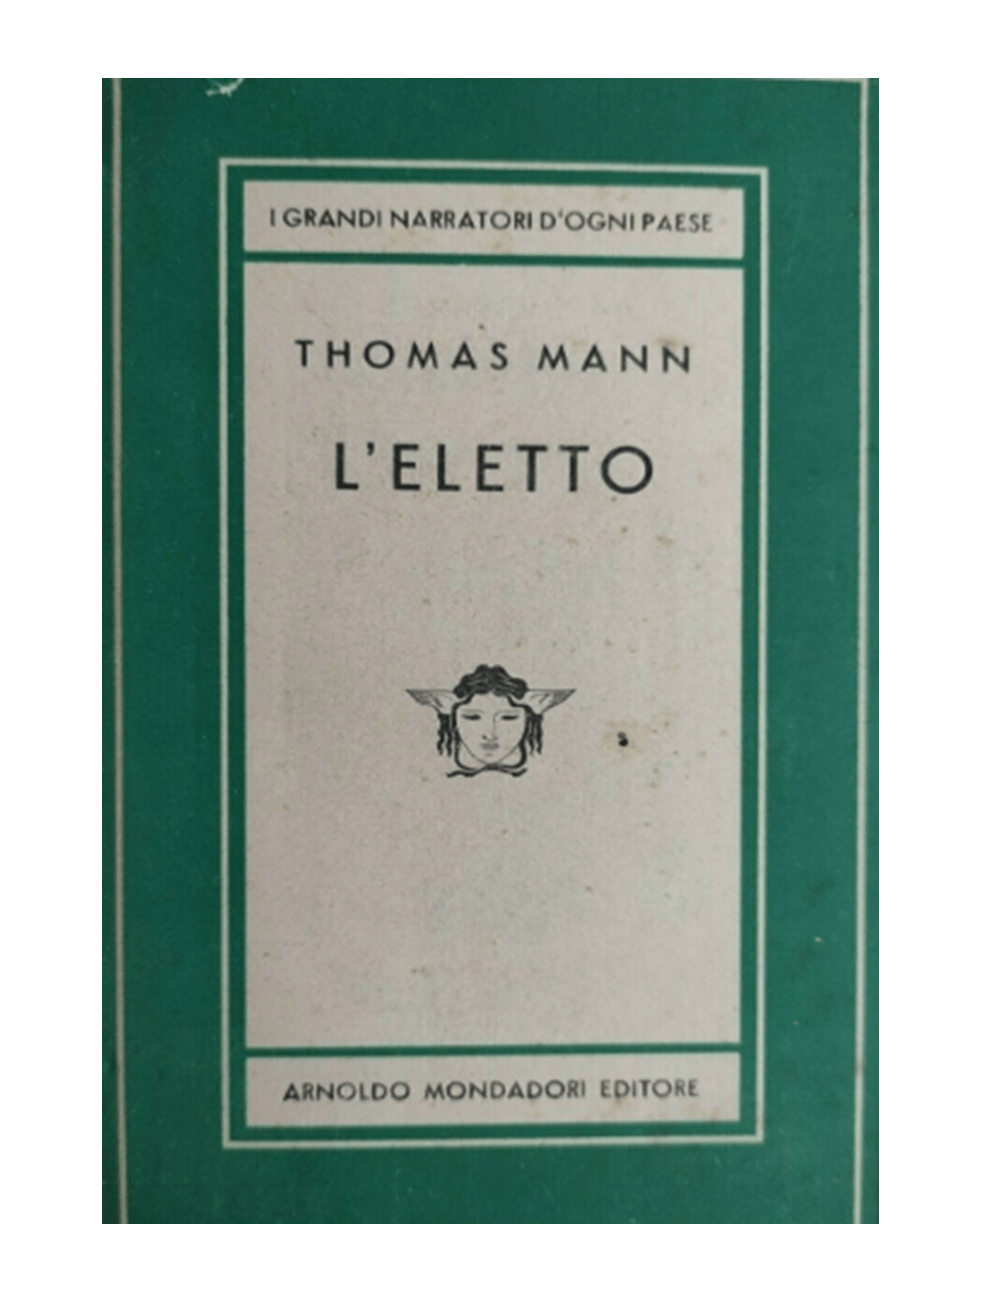 I GRANDI NARRATORI D'OGNI PAESE
THOMAS MANN
L'ELETTO
ARNOLDO MONDADORI EDITORE